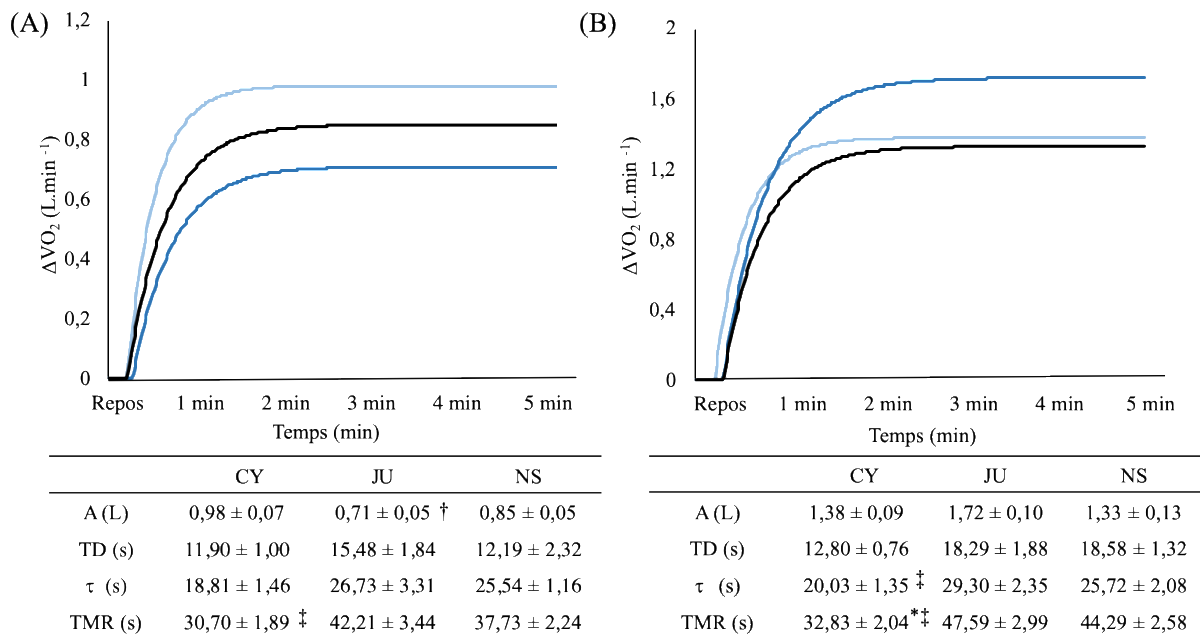 (A)
ΔVO2 (L.min -1)
1,2
1
0,8
0,6
0,4
0,2
0
Repos 1 min 2 min 3 min 4 min 5 min
Temps (min)
CY JU NS
A (L) 0,98 ± 0,07 0,71 ± 0,05 † 0,85 ± 0,05
TD (s) 11,90 ± 1,00 15,48 ± 1,84 12,19 ± 2,32
τ (s) 18,81 ± 1,46 26,73 ± 3,31 25,54 ± 1,16
TMR (s) 30,70 ± 1,89 ‡ 42,21 ± 3,44 37,73 ± 2,24
(B)
ΔVO2 (L.min -1)
2
1,6
1,2
0,8
0,4
0
Repos 1 min 2 min 3 min 4 min 5 min
Temps (min)
CY JU NS
A (L) 1,38 ± 0,09 1,72 ± 0,10 1,33 ± 0,13
TD (s) 12,80 ± 0,76 18,29 ± 1,88 18,58 ± 1,32
τ (s) 20,03 ± 1,35 ‡ 29,30 ± 2,35 25,72 ± 2,08
TMR (s) 32,83 ± 2,04 *‡ 47,59 ± 2,99 44,29 ± 2,58